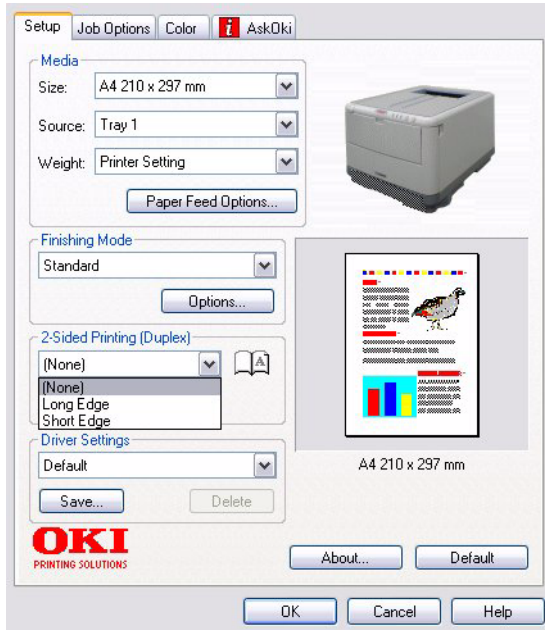 Setup
Job Options
Color
i AskOki
Media
Size: A4 210 x 297 mm
Source: Tray 1
Weight: Printer Setting
Paper Feed Options...
Finishing Mode
Standard
Options...
2-Sided Printing (Duplex)
(None)
A
(None)
Long Edge
Short Edge
Driver Settings
Default
Save...
Delete
A4 210 x 297 mm
OKI
PRINTING SOLUTIONS
About...
Default
OK
Cancel
Help